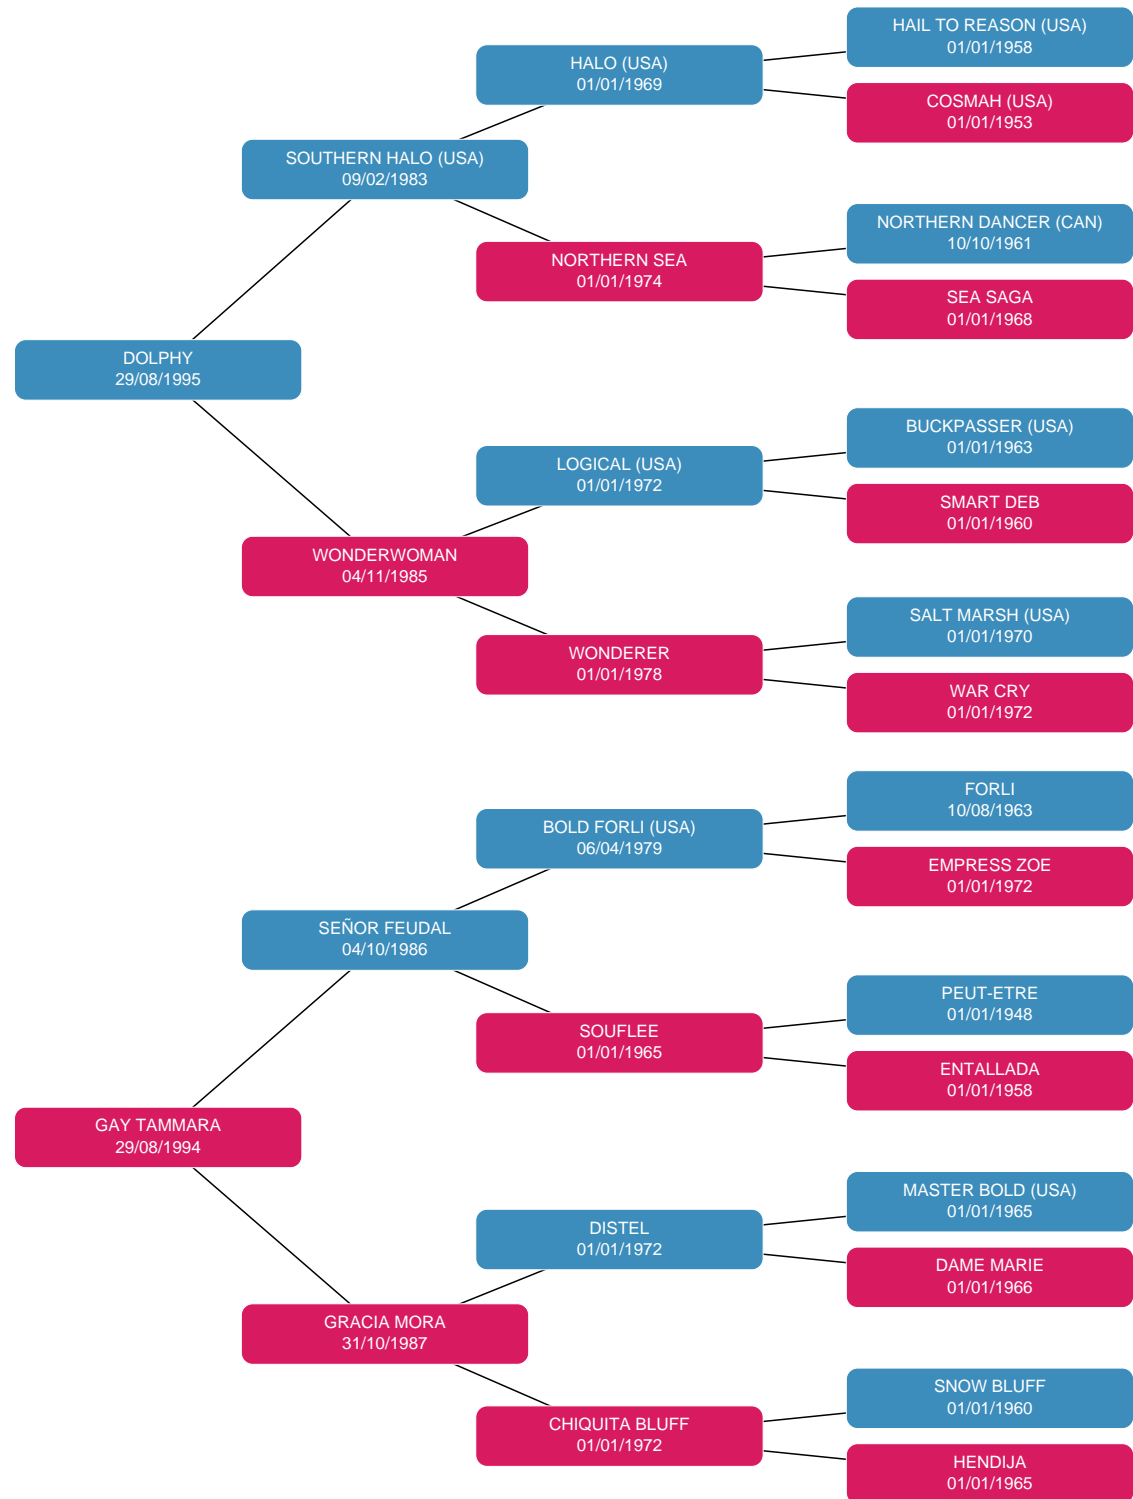 HAIL TO REASON (USA)
01/01/1958
HALO (USA)
01/01/1969
COSMAH (USA)
01/01/1953
SOUTHERN HALO (USA)
09/02/1983
NORTHERN DANCER (CAN)
10/10/1961
NORTHERN SEA
01/01/1974
SEA SAGA
01/01/1968
DOLPHY
29/08/1995
BUCKPASSER (USA)
01/01/1963
LOGICAL (USA)
01/01/1972
SMART DEB
01/01/1960
WONDERWOMAN
04/11/1985
SALT MARSH (USA)
01/01/1970
WONDERER
01/01/1978
WAR CRY
01/01/1972
FORLI
10/08/1963
BOLD FORLI (USA)
06/04/1979
EMPRESS ZOE
01/01/1972
SEÑOR FEUDAL
04/10/1986
PEUT-ETRE
01/01/1948
SOUFLEE
01/01/1965
ENTALLADA
01/01/1958
GAY TAMMARA
29/08/1994
MASTER BOLD (USA)
01/01/1965
DISTEL
01/01/1972
DAME MARIE
01/01/1966
GRACIA MORA
31/10/1987
SNOW BLUFF
01/01/1960
CHIQUITA BLUFF
01/01/1972
HENDIJA
01/01/1965